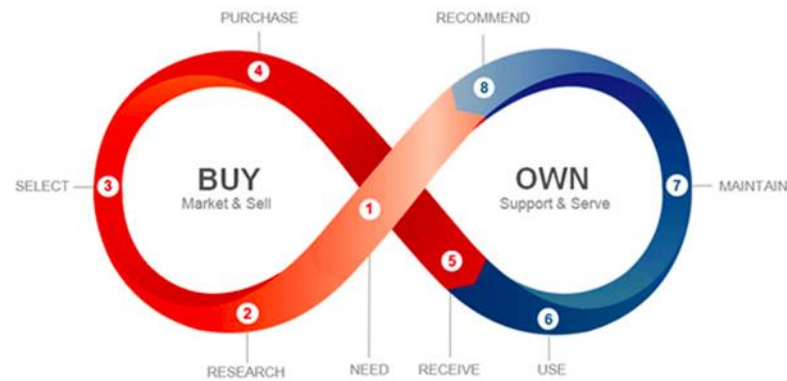 PURCHASE
RECOMMEND
4
8
SELECT
3
BUY
Market & Sell
1
OWN
Support & Serve
7
MAINTAIN
2
5
6
RESEARCH
NEED
RECEIVE
USE